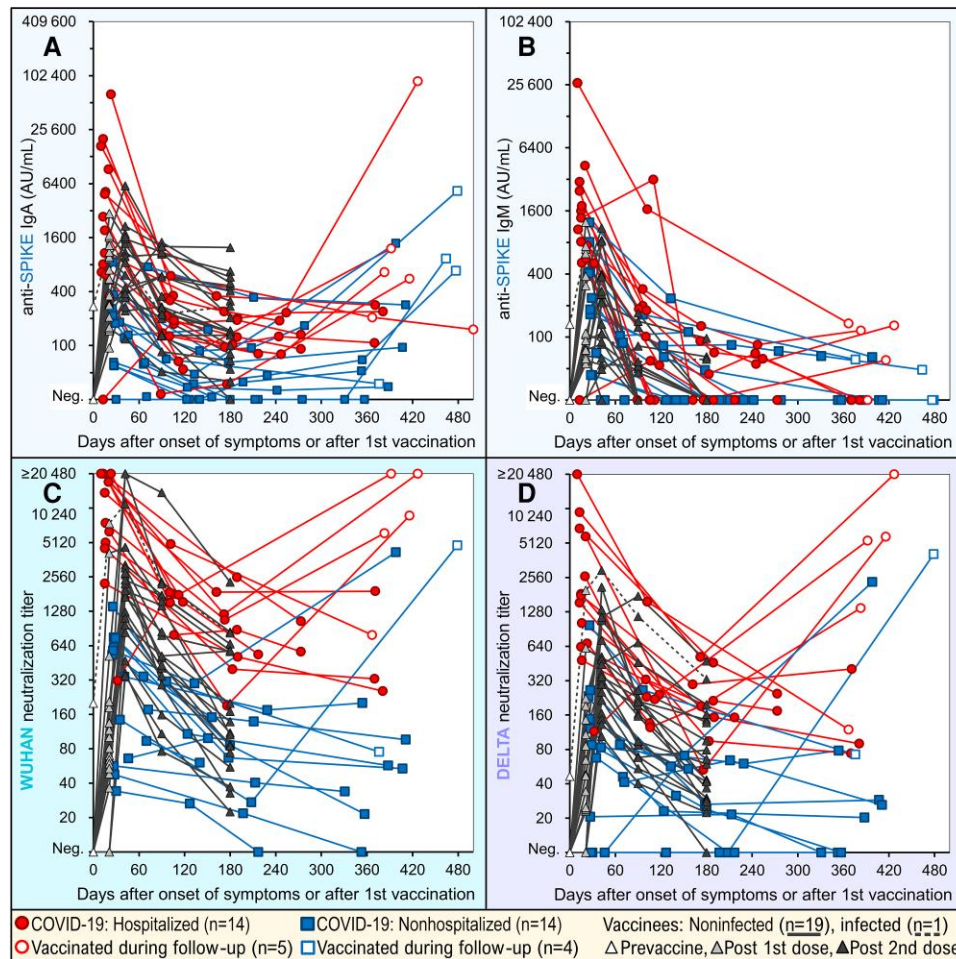 A
anti-SPIKE IgA (AU/mL)
409 600
102 400
25 600
6400
1600
400
100
Neg.
0 60 120 180 240 300 360 420 480
Days after onset of symptoms or after 1st vaccination
B
anti-SPIKE IgM (AU/mL)
102 400
25 600
6400
1600
400
100
Neg.
0 60 120 180 240 300 360 420 480
Days after onset of symptoms or after 1st vaccination
C
WUHAN neutralization titer
≥20 480
10 240
5120
2560
1280
640
320
160
80
40
20
Neg.
0 60 120 180 240 300 360 420 480
Days after onset of symptoms or after 1st vaccination
D
DELTA neutralization titer
≥20 480
10 240
5120
2560
1280
640
320
160
80
40
20
Neg.
0 60 120 180 240 300 360 420 480
Days after onset of symptoms or after 1st vaccination
COVID-19: Hospitalized (n=14) COVID-19: Nonhospitalized (n=14) Vaccinees: Noninfected (n=19), infected (n=1)
Vaccinated during follow-up (n=5) Vaccinated during follow-up (n=4) Prevaccine, Post 1st dose, Post 2nd dose